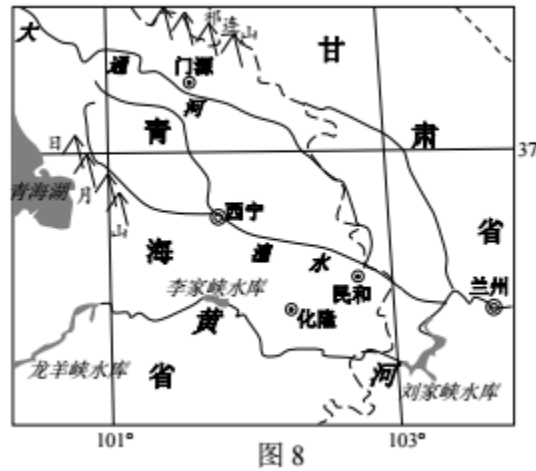 大
通
河
祁连山
门源
甘
肃
省
37
青
海
省
日
月
山
青海湖
西宁
湟
水
李家峡水库
民和
兰州
化隆
黄
河
龙羊峡水库
刘家峡水库
101°
103°
图 8